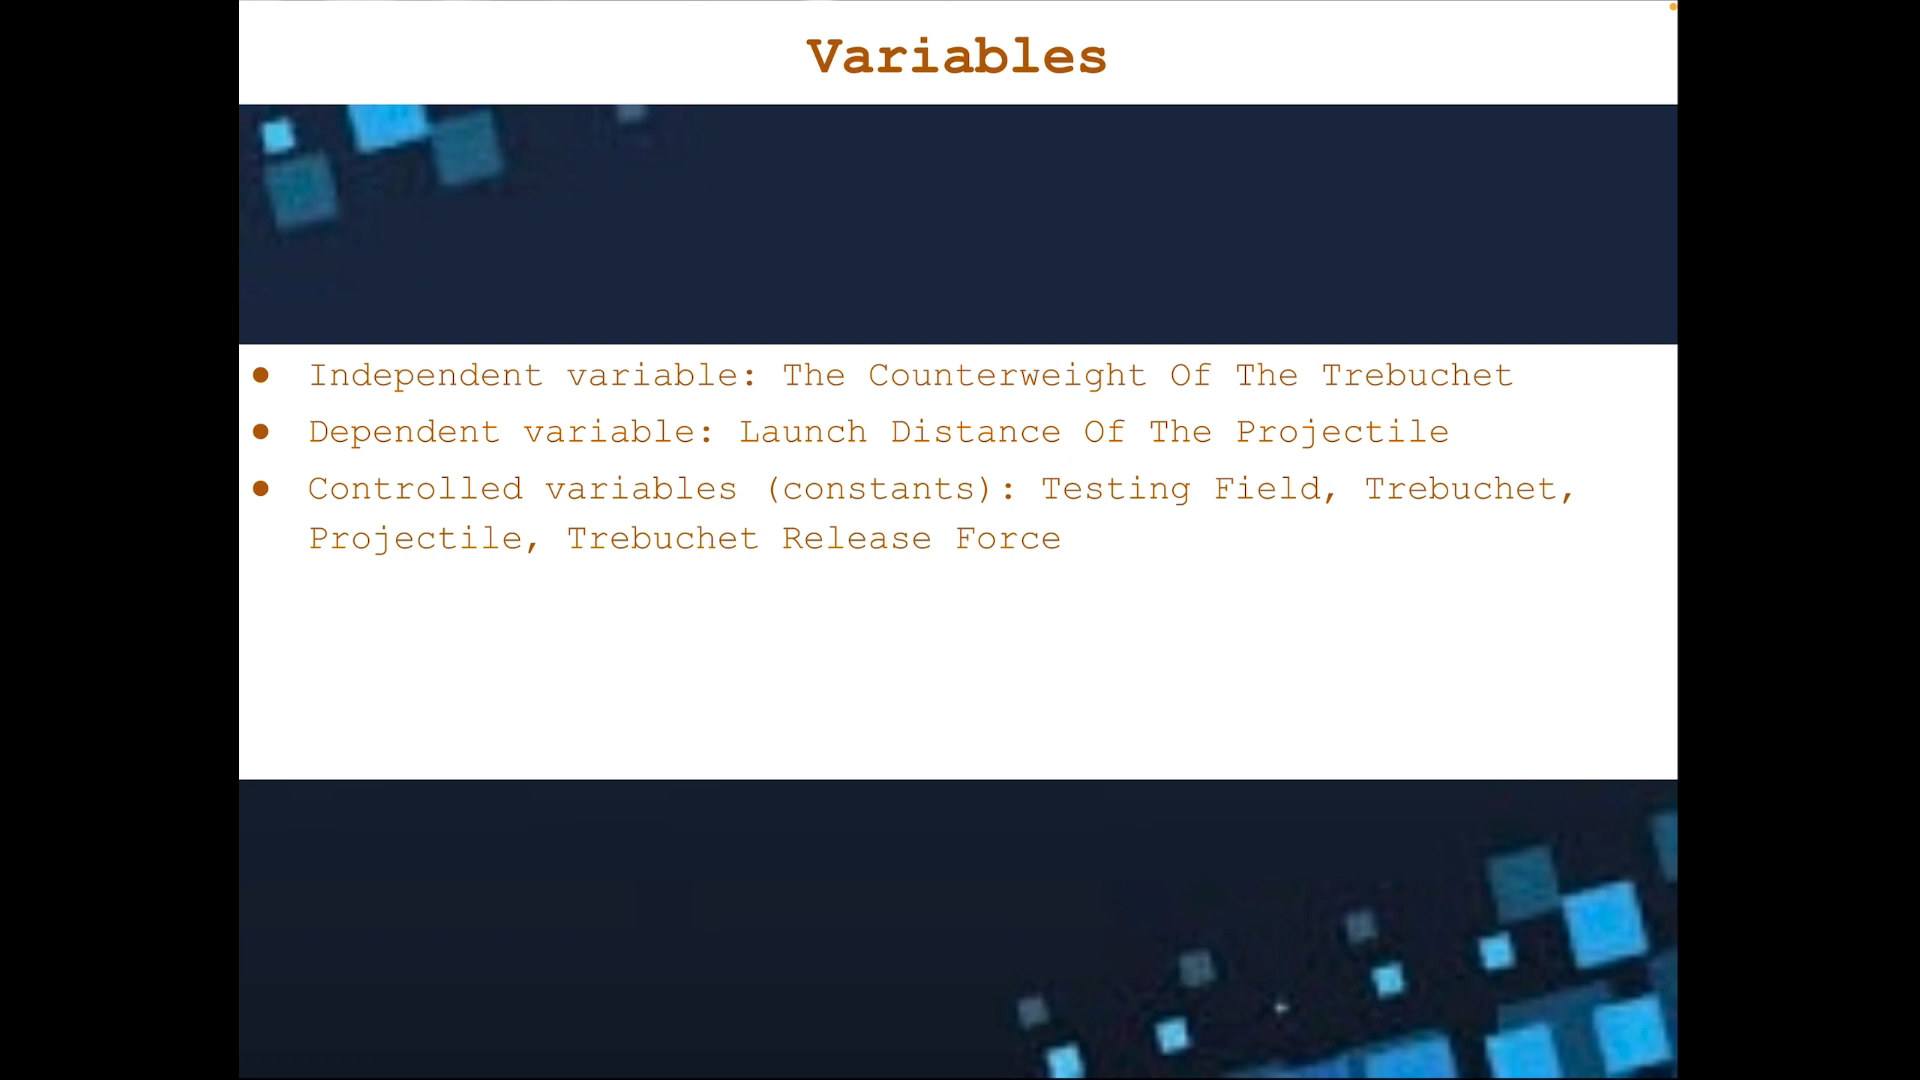 Variables
● Independent variable: The Counterweight Of The Trebuchet
● Dependent variable: Launch Distance Of The Projectile
● Controlled variables (constants): Testing Field, Trebuchet,
Projectile, Trebuchet Release Force